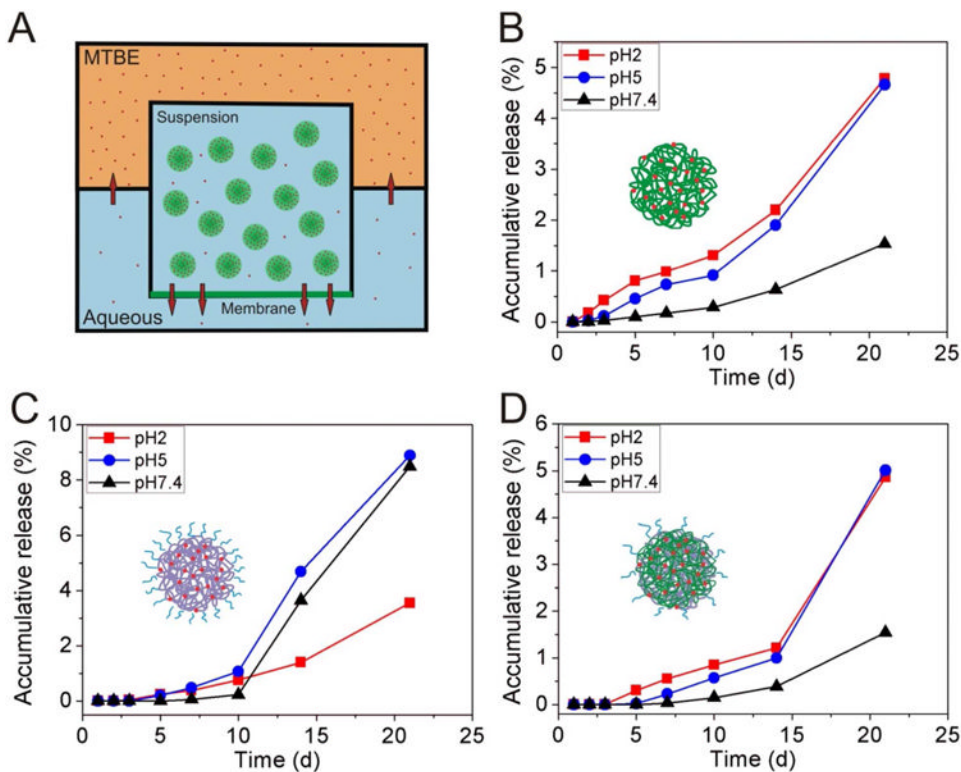 A
MTBE
Suspension
Membrane
Aqueous
B
pH2
pH5
pH7.4
Accumulative release (%)
5
4
3
2
1
0
0 5 10 15 20 25
Time (d)
C
pH2
pH5
pH7.4
Accumulative release (%)
10
8
6
4
2
0
0 5 10 15 20 25
Time (d)
D
pH2
pH5
pH7.4
Accumulative release (%)
6
5
4
3
2
1
0
0 5 10 15 20 25
Time (d)